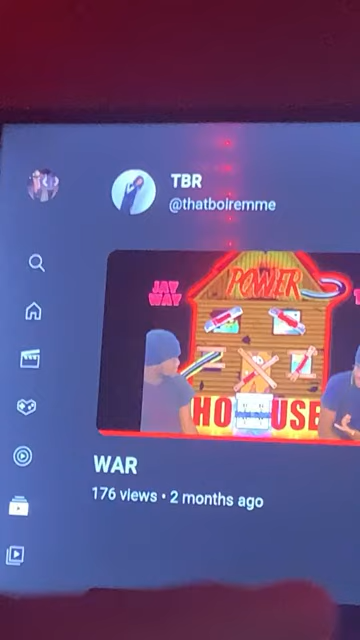 TBR
@thatboiremme
JAY
WAY
POWER
HOUSE
WAR
176 views • 2 months ago